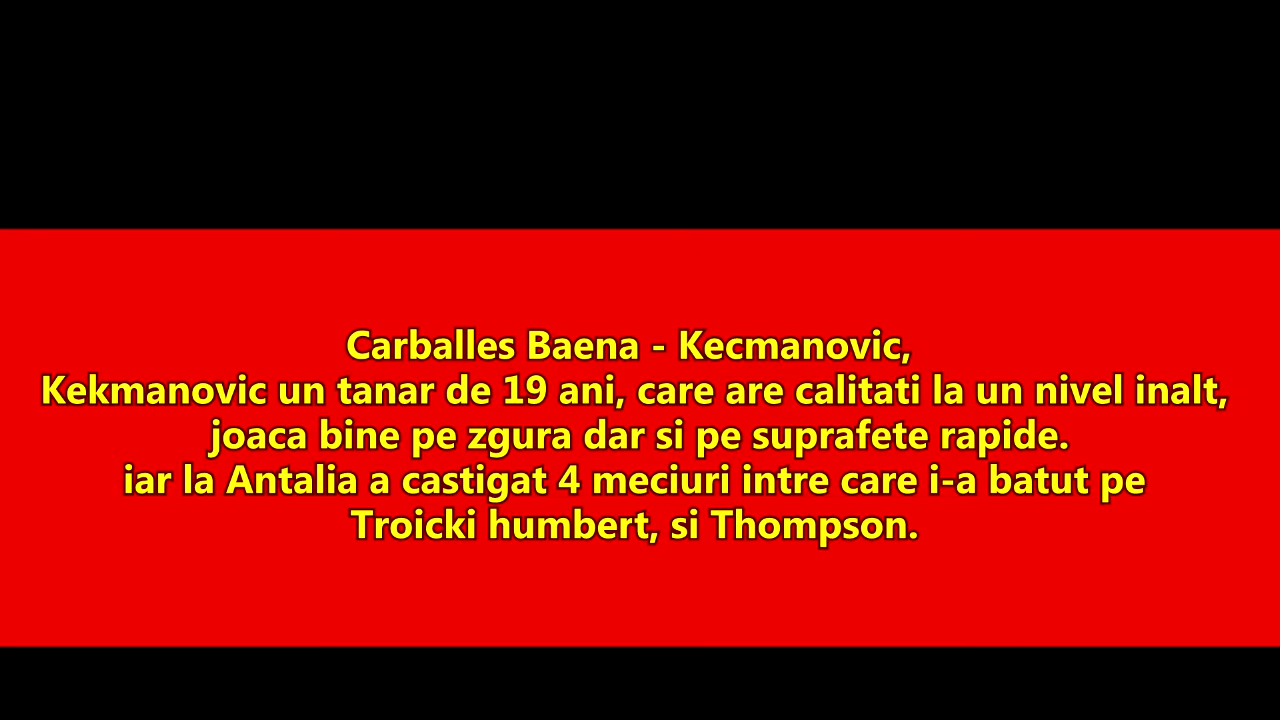 Carballes Baena - Kecmanovic,
Kekmanovic un tanar de 19 ani, care are calitati la un nivel inalt,
joaca bine pe zgura dar si pe suprafete rapide.
iar la Antalia a castigat 4 meciuri intre care i-a batut pe
Troicki humbert, si Thompson.